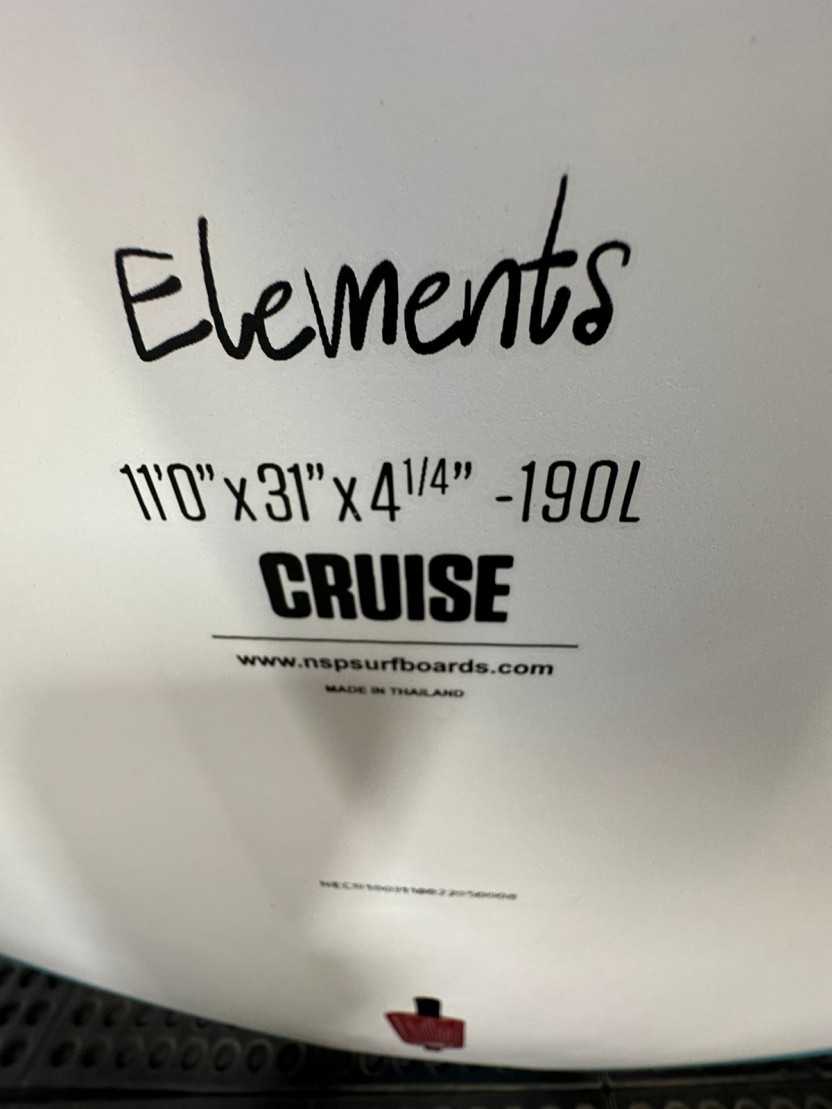 Elements
11'0" x 31" x 4 1/4" -190L
CRUISE
www.nspsurfboards.com
MADE IN THAILAND